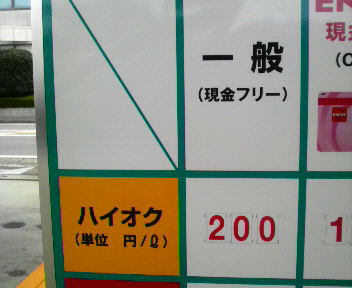 一般
(現金フリー)
ハイオク
(単位 円/ℓ)
200